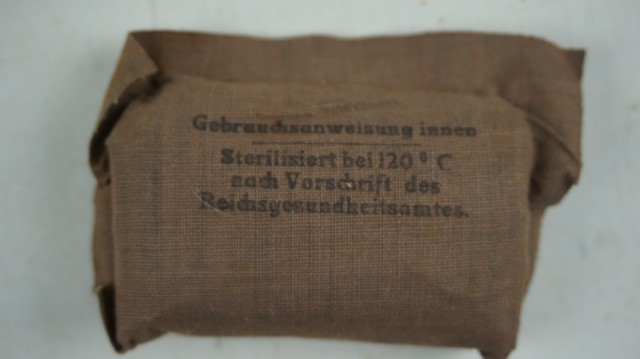 Gebrauchsanweisung innen
Sterilisiert bei 120° C
nach Vorschrift des
Reichsgesundheitsamtes.